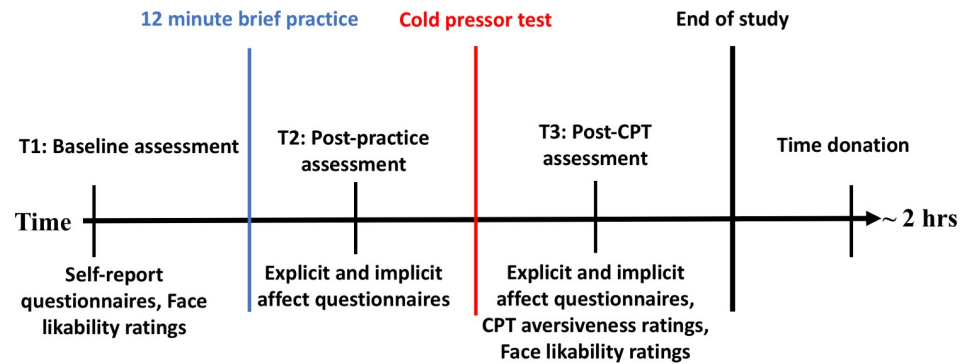 12 minute brief practice
Cold pressor test
End of study
T1: Baseline assessment
T2: Post-practice
assessment
T3: Post-CPT
assessment
Time donation
Time
~ 2 hrs
Self-report
questionnaires, Face
likability ratings
Explicit and implicit
affect questionnaires
Explicit and implicit
affect questionnaires,
CPT aversiveness ratings,
Face likability ratings